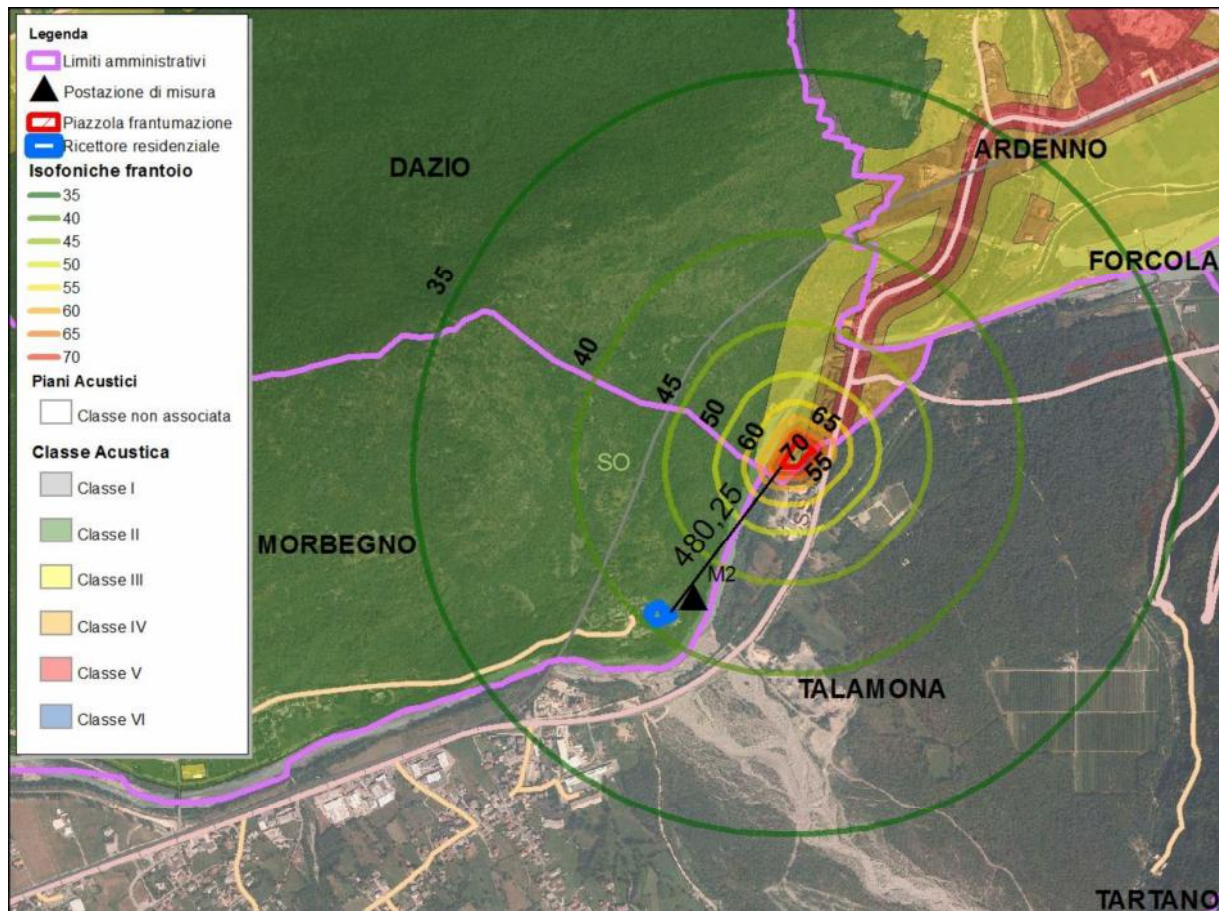 Legenda
Limiti amministrativi
Postazione di misura
Piazzola frantumazione
Ricettore residenziale
Isofoniche frantoio
35
40
45
50
55
60
65
70
Piani Acustici
Classe non associata
Classe Acustica
Classe I
Classe II
Classe III
Classe IV
Classe V
Classe VI
DAZIO
ARDENNO
FORCOLA
35
40
45
50
60
65
70
55
SO
480,25
M2
MORBEGNO
TALAMONA
TARTANO